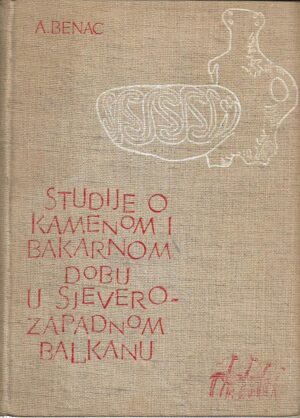 A. BENAC
STUDIJE O
KAMENOM I
BAKARNOM
DOBU
U SJEVERO-
ZAPADNOM
BALKANU